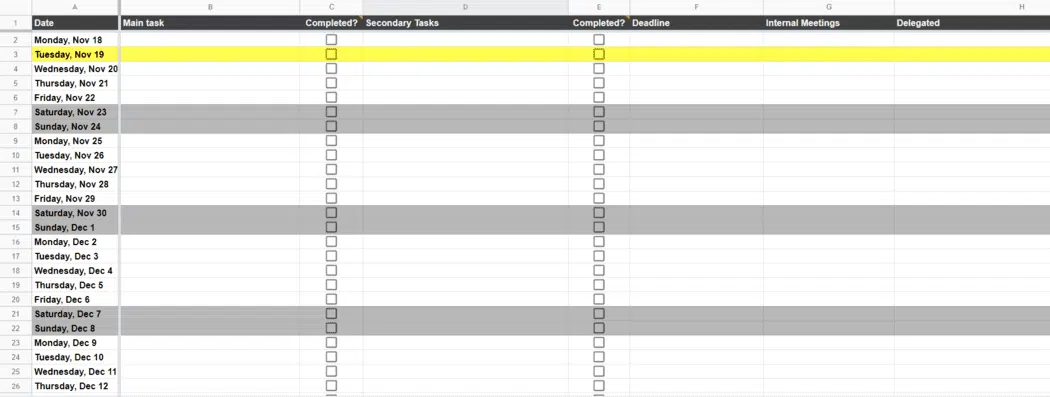 A B C D E F G H
1 Date Main task Completed? Secondary Tasks Completed? Deadline Internal Meetings Delegated
2 Monday, Nov 18
3 Tuesday, Nov 19
4 Wednesday, Nov 20
5 Thursday, Nov 21
6 Friday, Nov 22
7 Saturday, Nov 23
8 Sunday, Nov 24
9 Monday, Nov 25
10 Tuesday, Nov 26
11 Wednesday, Nov 27
12 Thursday, Nov 28
13 Friday, Nov 29
14 Saturday, Nov 30
15 Sunday, Dec 1
16 Monday, Dec 2
17 Tuesday, Dec 3
18 Wednesday, Dec 4
19 Thursday, Dec 5
20 Friday, Dec 6
21 Saturday, Dec 7
22 Sunday, Dec 8
23 Monday, Dec 9
24 Tuesday, Dec 10
25 Wednesday, Dec 11
26 Thursday, Dec 12